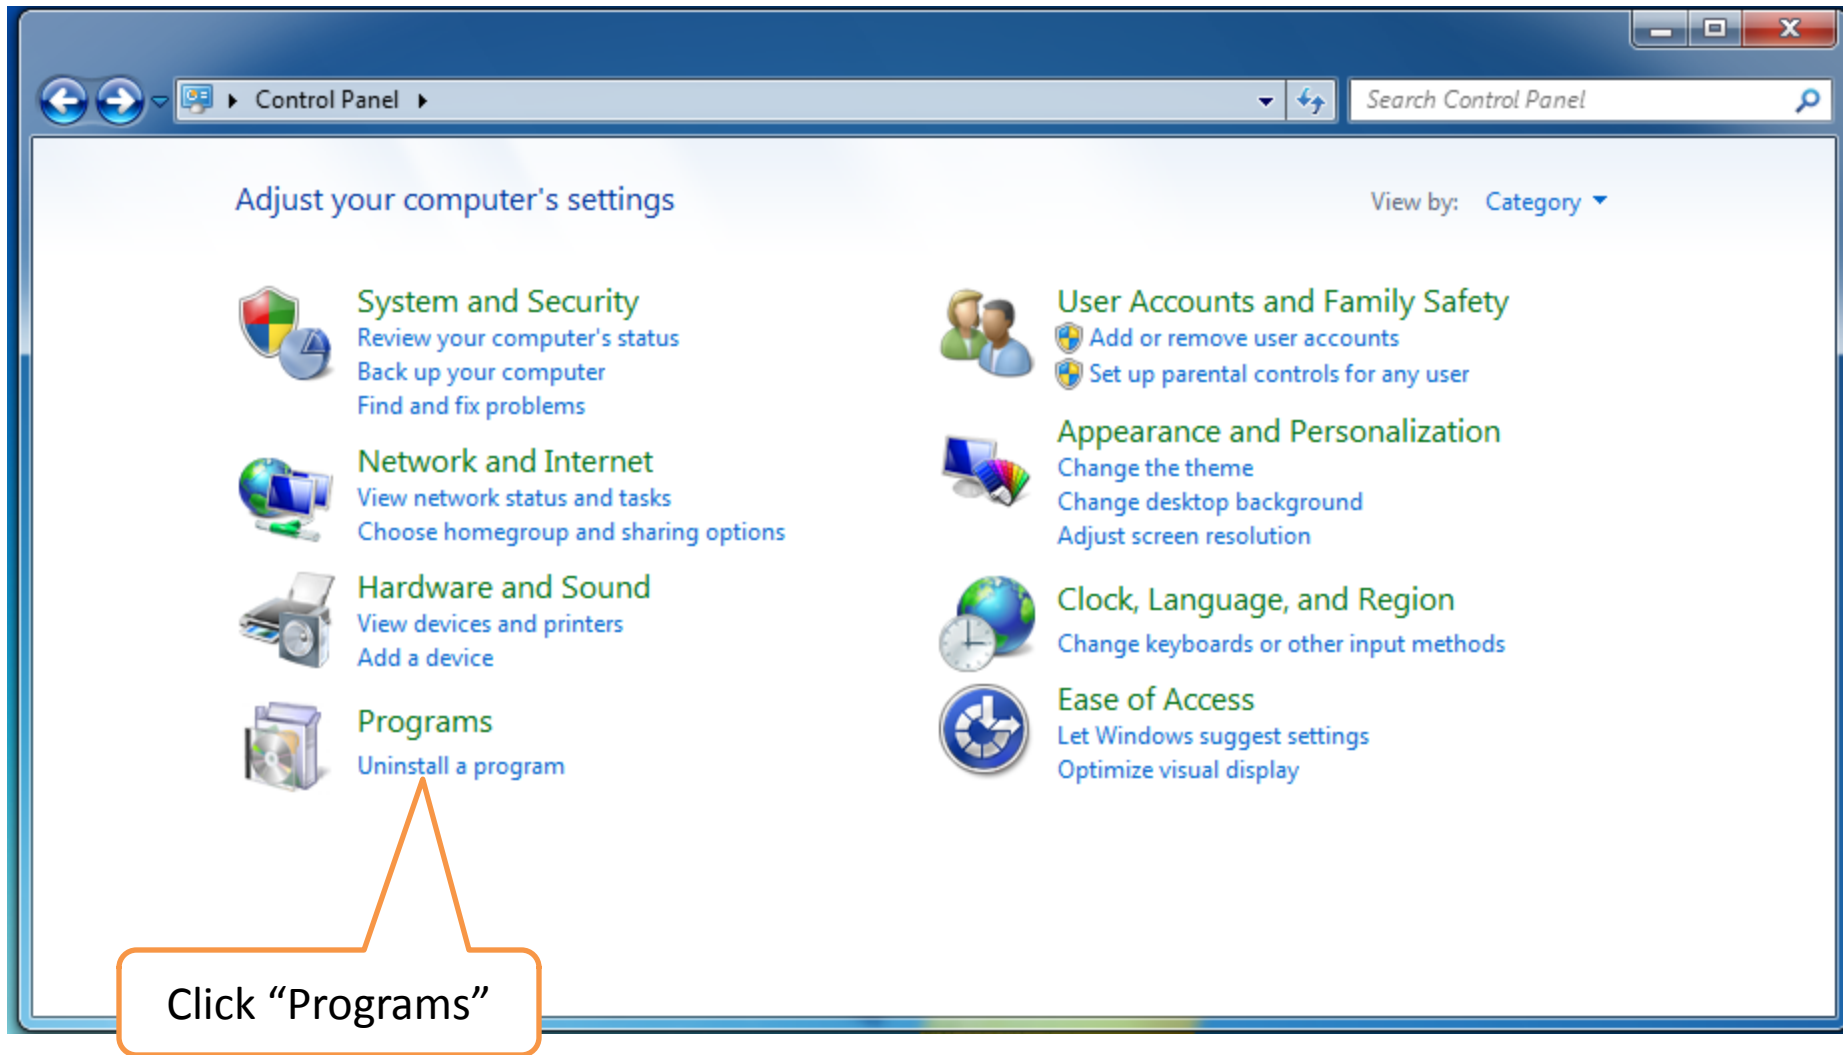 Control Panel
Search Control Panel
Adjust your computer's settings
View by: Category
System and Security
Review your computer's status
Back up your computer
Find and fix problems
Network and Internet
View network status and tasks
Choose homegroup and sharing options
Hardware and Sound
View devices and printers
Add a device
Programs
Uninstall a program
User Accounts and Family Safety
Add or remove user accounts
Set up parental controls for any user
Appearance and Personalization
Change the theme
Change desktop background
Adjust screen resolution
Clock, Language, and Region
Change keyboards or other input methods
Ease of Access
Let Windows suggest settings
Optimize visual display
Click “Programs”